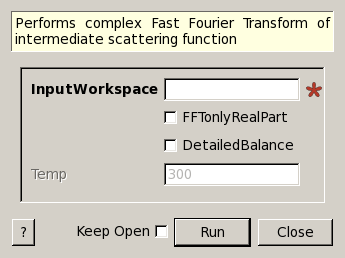 Performs complex Fast Fourier Transform of
intermediate scattering function
InputWorkspace *
FFTonlyRealPart
DetailedBalance
Temp 300
? Keep Open Run Close